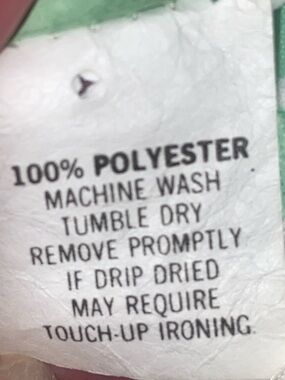 100% POLYESTER
MACHINE WASH
TUMBLE DRY
REMOVE PROMPTLY
IF DRIP DRIED
MAY REQUIRE
TOUCH-UP IRONING.